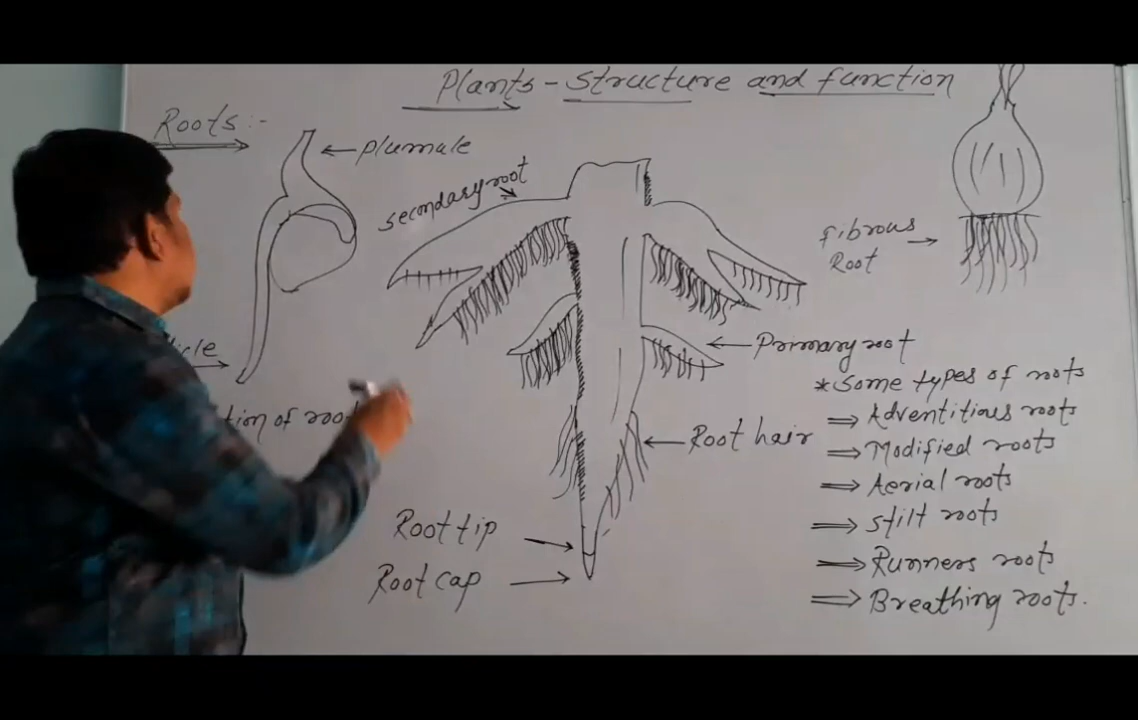 Plants - Structure and function
Roots :-
plumule
secondary root
fibrous
Root
Primary root
* Some types of roots
⇒ Adventitious roots
tion of root
Root hair
⇒ Modified roots
⇒ Aerial roots
⇒ Stilt roots
Root tip
⇒ Runners roots
Root cap
⇒ Breathing roots.